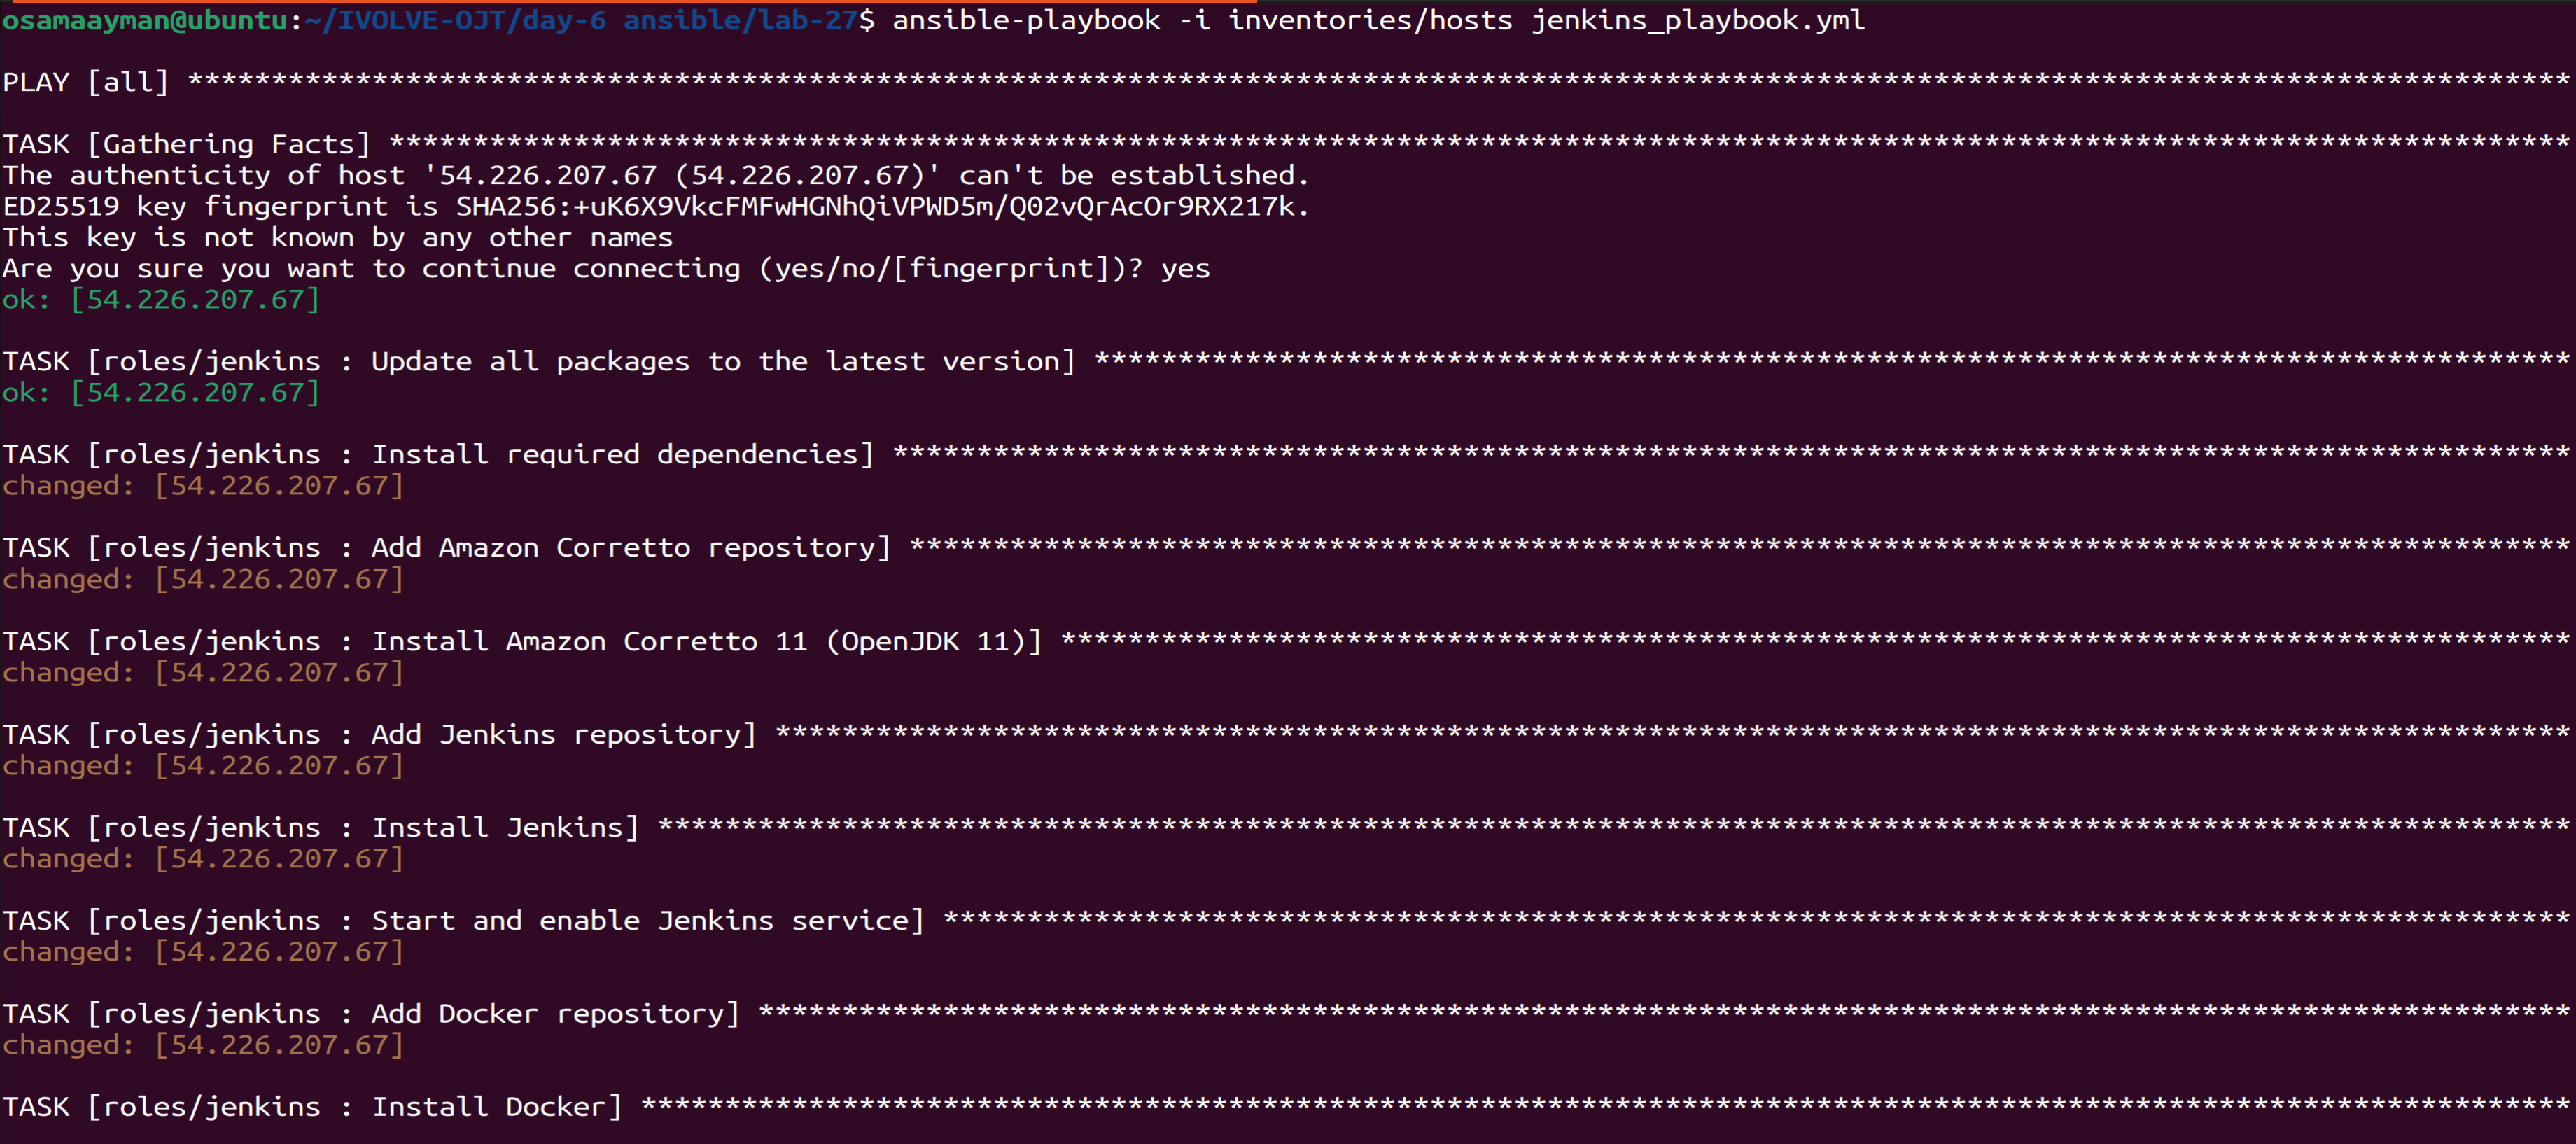 osamaayman@ubuntu:~/IVOLVE-OJT/day-6 ansible/lab-27$ ansible-playbook -i inventories/hosts jenkins_playbook.yml
PLAY [all] *********************************************************************************************************************************************
TASK [Gathering Facts] *********************************************************************************************************************************
The authenticity of host '54.226.207.67 (54.226.207.67)' can't be established.
ED25519 key fingerprint is SHA256:+uK6X9VkcFMFwHGNhQiVPWD5m/Q02vQrAcOr9RX217k.
This key is not known by any other names
Are you sure you want to continue connecting (yes/no/[fingerprint])? yes
ok: [54.226.207.67]
TASK [roles/jenkins : Update all packages to the latest version] ****************************************************************************************
ok: [54.226.207.67]
TASK [roles/jenkins : Install required dependencies] ****************************************************************************************************
changed: [54.226.207.67]
TASK [roles/jenkins : Add Amazon Corretto repository] ***************************************************************************************************
changed: [54.226.207.67]
TASK [roles/jenkins : Install Amazon Corretto 11 (OpenJDK 11)] ******************************************************************************************
changed: [54.226.207.67]
TASK [roles/jenkins : Add Jenkins repository] ***********************************************************************************************************
changed: [54.226.207.67]
TASK [roles/jenkins : Install Jenkins] ******************************************************************************************************************
changed: [54.226.207.67]
TASK [roles/jenkins : Start and enable Jenkins service] *************************************************************************************************
changed: [54.226.207.67]
TASK [roles/jenkins : Add Docker repository] ************************************************************************************************************
changed: [54.226.207.67]
TASK [roles/jenkins : Install Docker] *******************************************************************************************************************